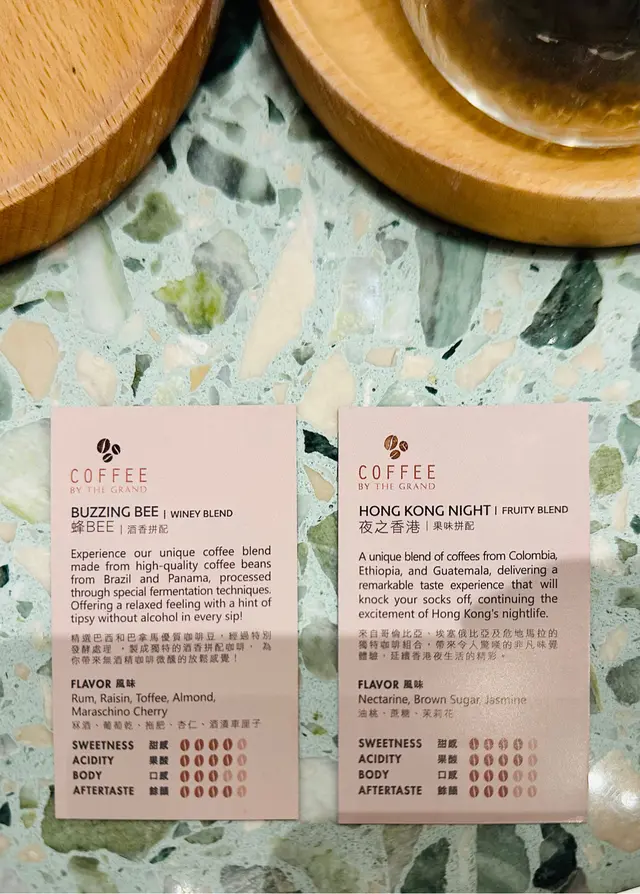 COFFEE
BY THE GRAND
BUZZING BEE | WINEY BLEND
蜂BEE | 酒香拼配
Experience our unique coffee blend
made from high-quality coffee beans
from Brazil and Panama, processed
through special fermentation techniques.
Offering a relaxed feeling with a hint of
tipsy without alcohol in every sip!
精選巴西和巴拿馬優質咖啡豆，經過特別
發酵處理，製成獨特的酒香拼配咖啡，為
你帶來無酒精咖啡微醺的放鬆感覺！
FLAVOR 風味
Rum, Raisin, Toffee, Almond,
Maraschino Cherry
冧酒、葡萄乾、拖肥、杏仁、酒漬車厘子
SWEETNESS 甜感
ACIDITY 果酸
BODY 口感
AFTERTASTE 餘韻
COFFEE
BY THE GRAND
HONG KONG NIGHT | FRUITY BLEND
夜之香港 | 果味拼配
A unique blend of coffees from Colombia,
Ethiopia, and Guatemala, delivering a
remarkable taste experience that will
knock your socks off, continuing the
excitement of Hong Kong's nightlife.
來自哥倫比亞、埃塞俄比亞及危地馬拉的
獨特咖啡組合，帶來令人驚嘆的非凡味覺
體驗，延續香港夜生活的精彩。
FLAVOR 風味
Nectarine, Brown Sugar, Jasmine
油桃、蔗糖、茉莉花
SWEETNESS 甜感
ACIDITY 果酸
BODY 口感
AFTERTASTE 餘韻